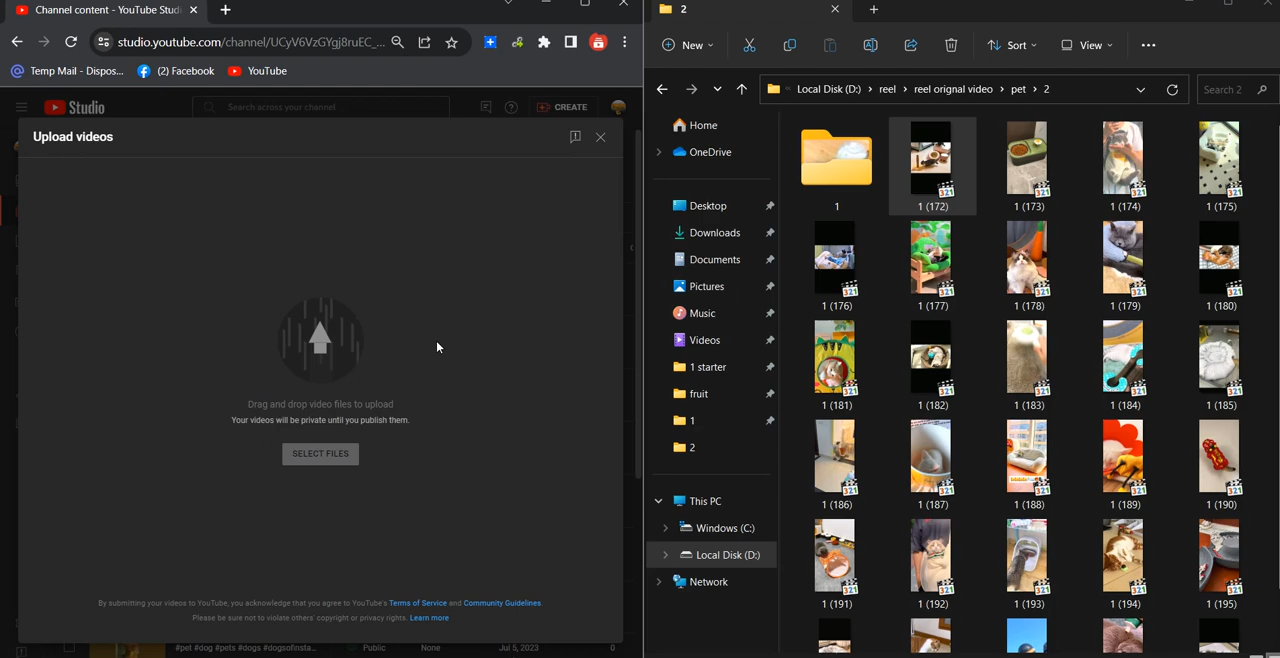 Channel content - YouTube Stud
studio.youtube.com/channel/UCyV6VzGYgj8ruEC_...
Temp Mail - Dispos...
(2) Facebook
YouTube
Studio
Search across your channel
CREATE
Upload videos
Drag and drop video files to upload
Your videos will be private until you publish them.
SELECT FILES
By submitting your videos to YouTube, you acknowledge that you agree to YouTube's Terms of Service and Community Guidelines.
Please be sure not to violate others' copyright or privacy rights. Learn more
#pet #dog #pets #dogs #dogsofinsta...
Public
None
Jul 5, 2023
0
2
New
Sort
View
Local Disk (D:) > reel > reel orignal video > pet > 2
Search 2
Home
OneDrive
Desktop
Downloads
Documents
Pictures
Music
Videos
1 starter
fruit
1
2
This PC
Windows (C:)
Local Disk (D:)
Network
1
1 (172)
1 (173)
1 (174)
1 (175)
1 (176)
1 (177)
1 (178)
1 (179)
1 (180)
1 (181)
1 (182)
1 (183)
1 (184)
1 (185)
1 (186)
1 (187)
1 (188)
1 (189)
1 (190)
1 (191)
1 (192)
1 (193)
1 (194)
1 (195)